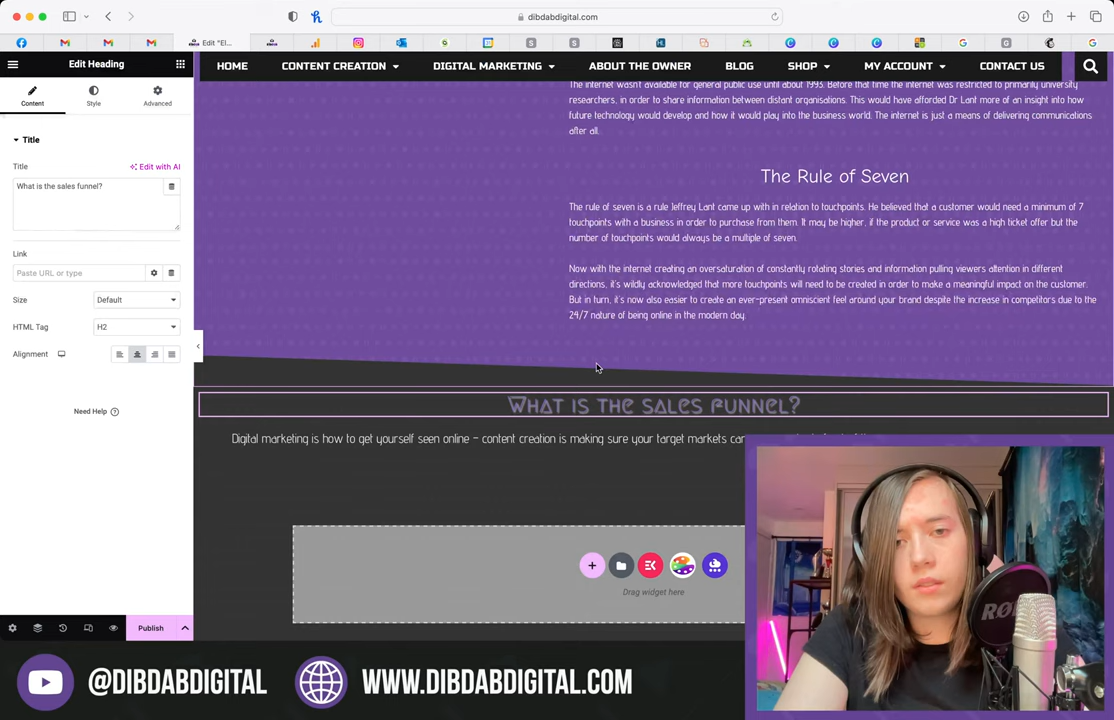 dibdabdigital.com
Edit "El...
Edit Heading
HOME
CONTENT CREATION
DIGITAL MARKETING
ABOUT THE OWNER
BLOG
SHOP
MY ACCOUNT
CONTACT US
Content
Style
Advanced
Title
Title
Edit with AI
What is the sales funnel?
Link
Paste URL or type
Size
Default
HTML Tag
H2
Alignment
Need Help
Publish
The internet wasn't available for general public use until about 1993. Before that time the internet was restricted to primarily university
researchers, in order to share information between distant organisations. This would have afforded Dr Lant more of an insight into how
future technology would develop and how it would play into the business world. The internet is just a means of delivering communications
after all.
The Rule of Seven
The rule of seven is a rule Jeffrey Lant came up with in relation to touchpoints. He believed that a customer would need a minimum of 7
touchpoints with a business in order to purchase from them. It may be higher, if the product or service was a high ticket offer but the
number of touchpoints would always be a multiple of seven.
Now with the internet creating an oversaturation of constantly rotating stories and information pulling viewers attention in different
directions, it's wildly acknowledged that more touchpoints will need to be created in order to make a meaningful impact on the customer.
But in turn, it's now also easier to create an ever-present omniscient feel around your brand despite the increase in competitors due to the
24/7 nature of being online in the modern day.
What is the sales funnel?
Digital marketing is how to get yourself seen online – content creation is making sure your target markets can
Drag widget here
RØ
@DIBDABDIGITAL
WWW.DIBDABDIGITAL.COM